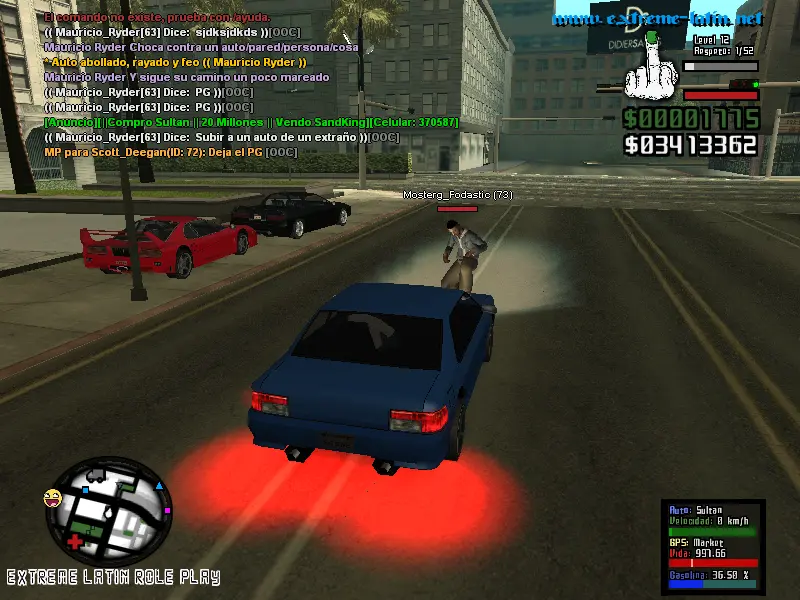 El comando no existe, prueba con /ayuda.
www.extreme-latin.net
(( Mauricio_Ryder[63] Dice: sjdksjdkds ))[OOC]
Level 12
Mauricio Ryder Choca contra un auto/pared/persona/cosa
Respeto: 1/52
* Auto abollado, rayado y feo (( Mauricio Ryder ))
Mauricio Ryder Y sigue su camino un poco mareado
(( Mauricio_Ryder[63] Dice: PG ))[OOC]
(( Mauricio_Ryder[63] Dice: PG ))[OOC]
[Anuncio][||Compro Sultan || 20 Millones || Vendo SandKing][Celular: 370587]
$00001775
(( Mauricio_Ryder[63] Dice: Subir a un auto de un extraño ))[OOC]
$03413362
MP para Scott_Deegan(ID: 72): Deja el PG [OOC]
Mosterg_Fodastic (73)
Auto: Sultan
Velocidad: 0 km/h
GPS: Market
Vida: 997.66
Gasolina: 36.50 %
EXTREME LATIN ROLE PLAY